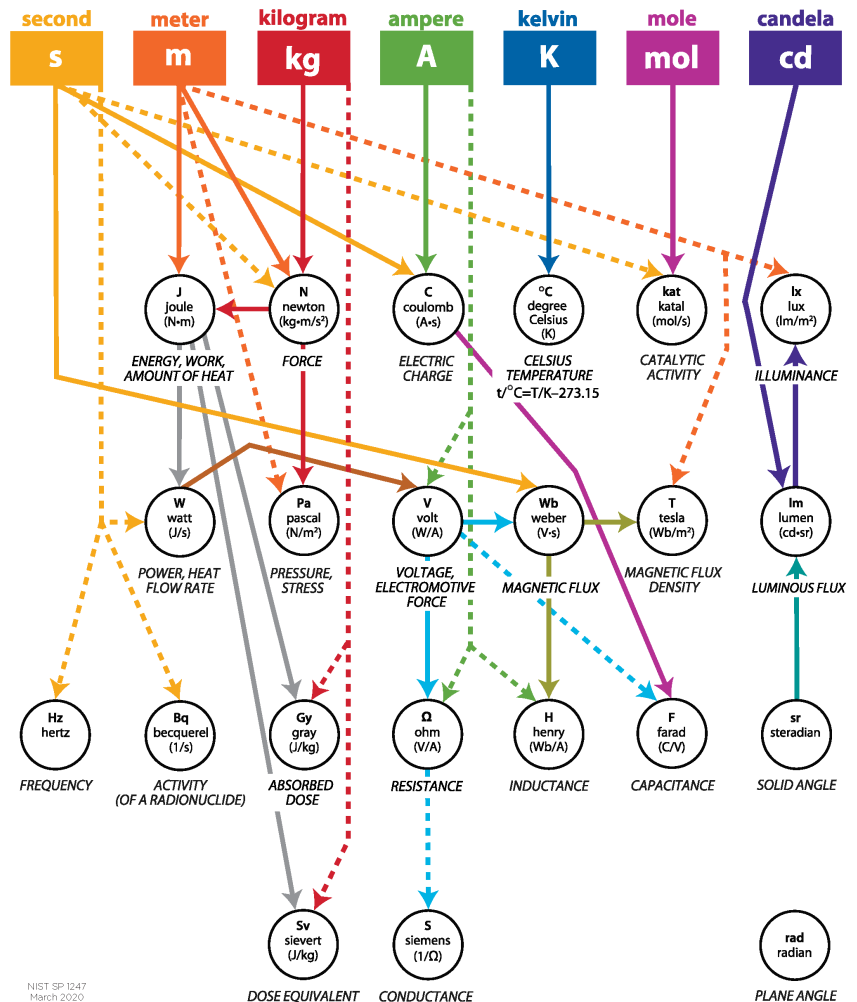 second meter kilogram ampere kelvin mole candela
s m kg A K mol cd
J
joule
(N•m)
ENERGY, WORK,
AMOUNT OF HEAT
N
newton
(kg•m/s²)
FORCE
C
coulomb
(A•s)
ELECTRIC
CHARGE
°C
degree
Celsius
(K)
CELSIUS
TEMPERATURE
t/°C=T/K–273.15
kat
katal
(mol/s)
CATALYTIC
ACTIVITY
lx
lux
(lm/m²)
ILLUMINANCE
W
watt
(J/s)
POWER, HEAT
FLOW RATE
Pa
pascal
(N/m²)
PRESSURE,
STRESS
V
volt
(W/A)
VOLTAGE,
ELECTROMOTIVE
FORCE
Wb
weber
(V•s)
MAGNETIC FLUX
T
tesla
(Wb/m²)
MAGNETIC FLUX
DENSITY
lm
lumen
(cd•sr)
LUMINOUS FLUX
Hz
hertz
FREQUENCY
Bq
becquerel
(1/s)
ACTIVITY
(OF A RADIONUCLIDE)
Gy
gray
(J/kg)
ABSORBED
DOSE
Ω
ohm
(V/A)
RESISTANCE
H
henry
(Wb/A)
INDUCTANCE
F
farad
(C/V)
CAPACITANCE
sr
steradian
SOLID ANGLE
Sv
sievert
(J/kg)
DOSE EQUIVALENT
S
siemens
(1/Ω)
CONDUCTANCE
rad
radian
PLANE ANGLE
NIST SP 1247
March 2020